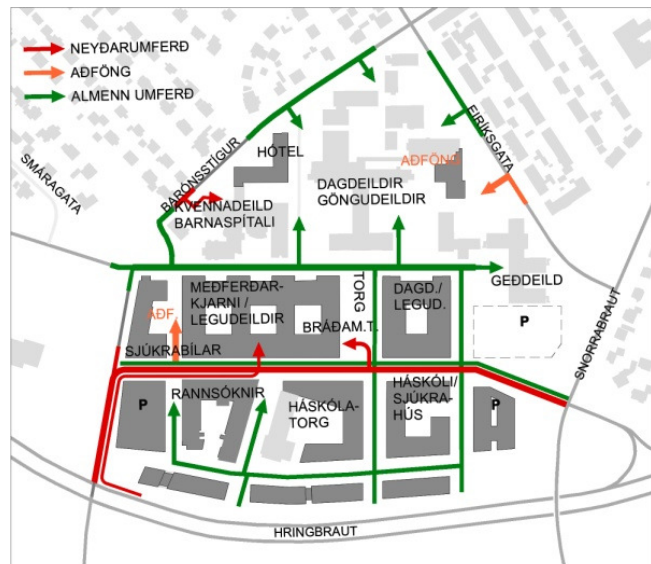 NEYÐARUMFERÐ
AÐFÖNG
ALMENN UMFERÐ
SMÁRAGATA
BARÓNSSTÍGUR
EIRÍKSGATA
HÓTEL
AÐFÖNG
KVENNADEILD
BARNASPÍTALI
DAGDEILDIR
GÖNGUDEILDIR
GEÐDEILD
MEÐFERÐAR-
KJARNI /
LEGUDEILDIR
TORG
DAGD./
LEGUD.
AÐF.
BRÁÐAM.T.
P
SNORRABRAUT
SJÚKRABÍLAR
RANNSÓKNIR
HÁSKÓLA-
TORG
HÁSKÓLI/
SJÚKRA-
HÚS
P
P
HRINGBRAUT